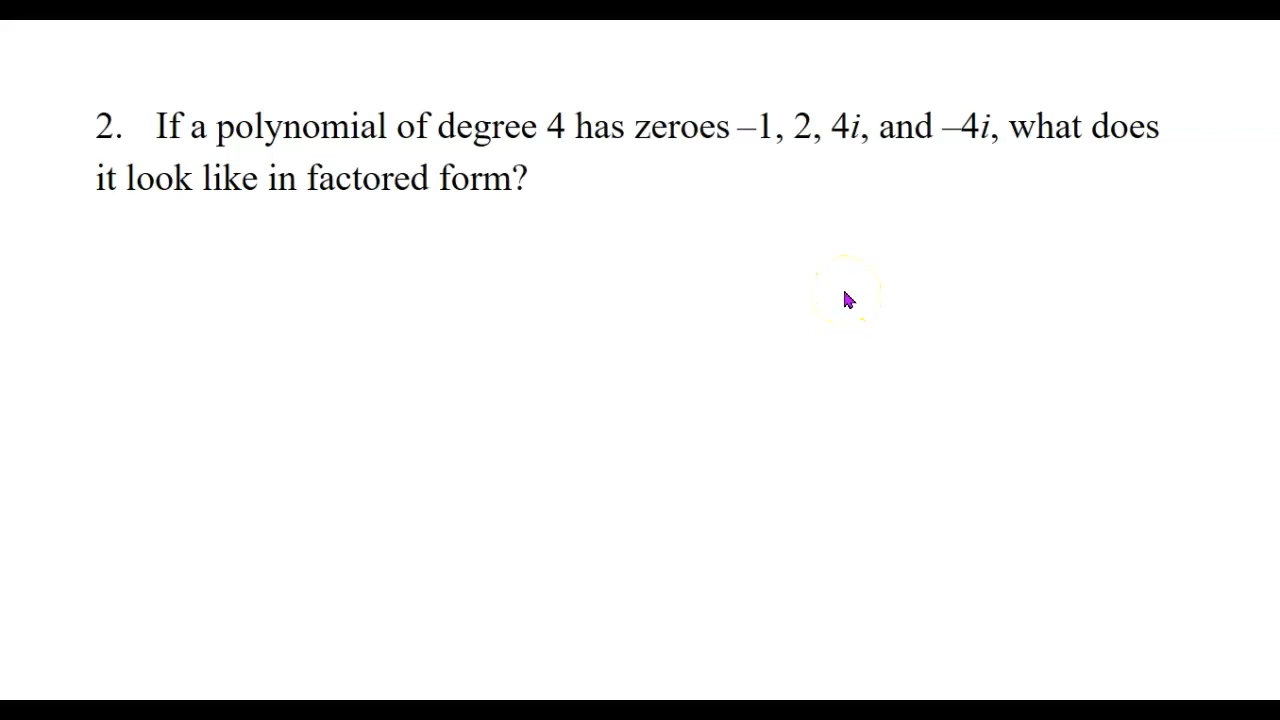 2. If a polynomial of degree 4 has zeroes –1, 2, 4i, and –4i, what does
it look like in factored form?